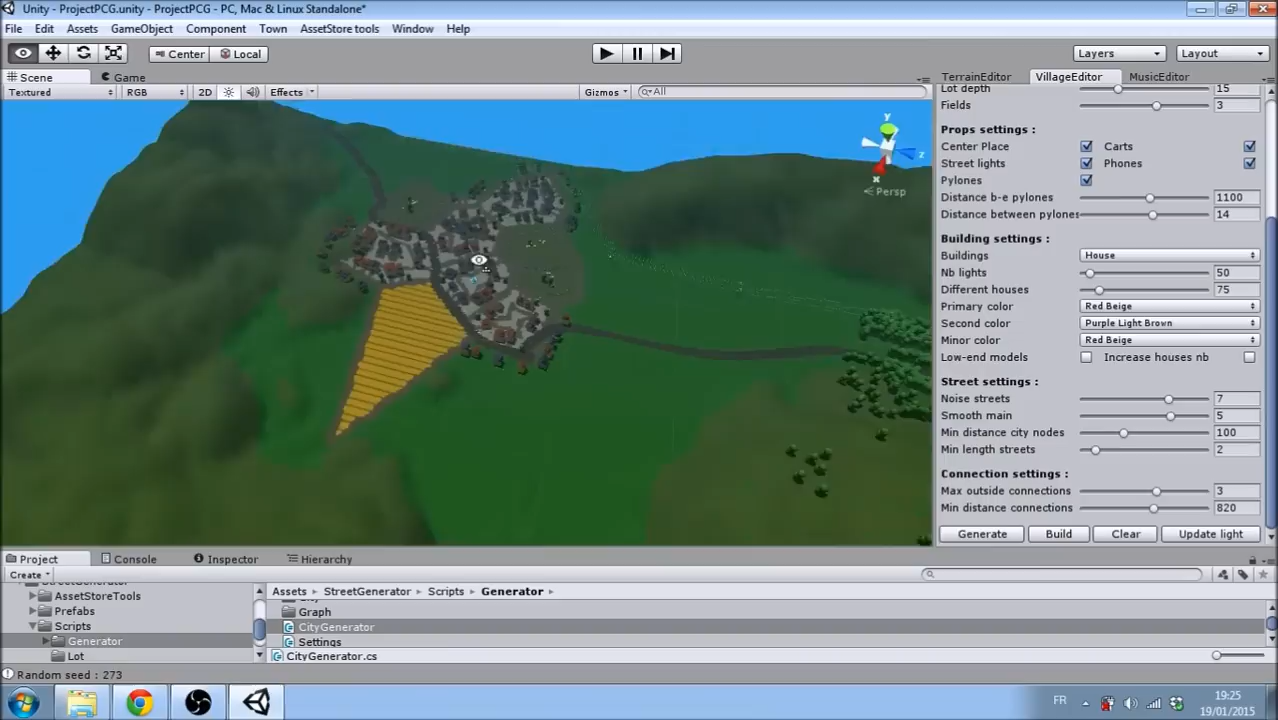 Unity - ProjectPCG.unity - ProjectPCG - PC, Mac & Linux Standalone*
File Edit Assets GameObject Component Town AssetStore tools Window Help
Center Local Layers Layout
Scene Game TerrainEditor VillageEditor MusicEditor
Textured RGB 2D Effects Gizmos All
Lot depth 15
Fields 3
Props settings :
Center Place Carts
Street lights Phones
Pylones
Distance b-e pylones 1100
Distance between pylones 14
Building settings :
Buildings House
Nb lights 50
Different houses 75
Primary color Red Beige
Second color Purple Light Brown
Minor color Red Beige
Low-end models Increase houses nb
Street settings :
Noise streets 7
Smooth main 5
Min distance city nodes 100
Min length streets 2
Connection settings :
Max outside connections 3
Min distance connections 820
Generate Build Clear Update light
y
z
x
Persp
Project Console Inspector Hierarchy
Create
StreetGenerator
AssetStoreTools
Prefabs
Scripts
Generator
Lot
Assets StreetGenerator Scripts Generator
Graph
CityGenerator
Settings
CityGenerator.cs
Random seed : 273
FR 19:25
19/01/2015